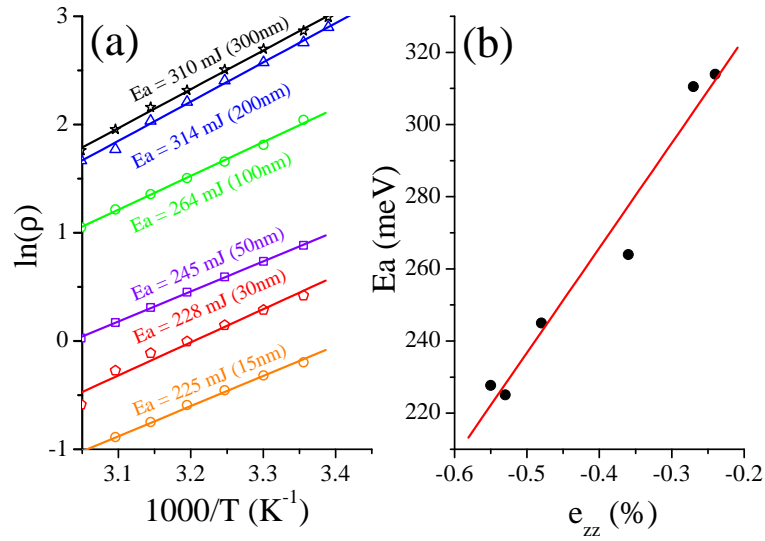 (a)
Ea = 310 mJ (300nm)
Ea = 314 mJ (200nm)
Ea = 264 mJ (100nm)
Ea = 245 mJ (50nm)
Ea = 228 mJ (30nm)
Ea = 225 mJ (15nm)
3
2
1
0
-1
ln(ρ)
3.1 3.2 3.3 3.4
1000/T (K⁻¹)
(b)
320
300
280
260
240
220
Ea (meV)
-0.6 -0.5 -0.4 -0.3 -0.2
e_zz (%)